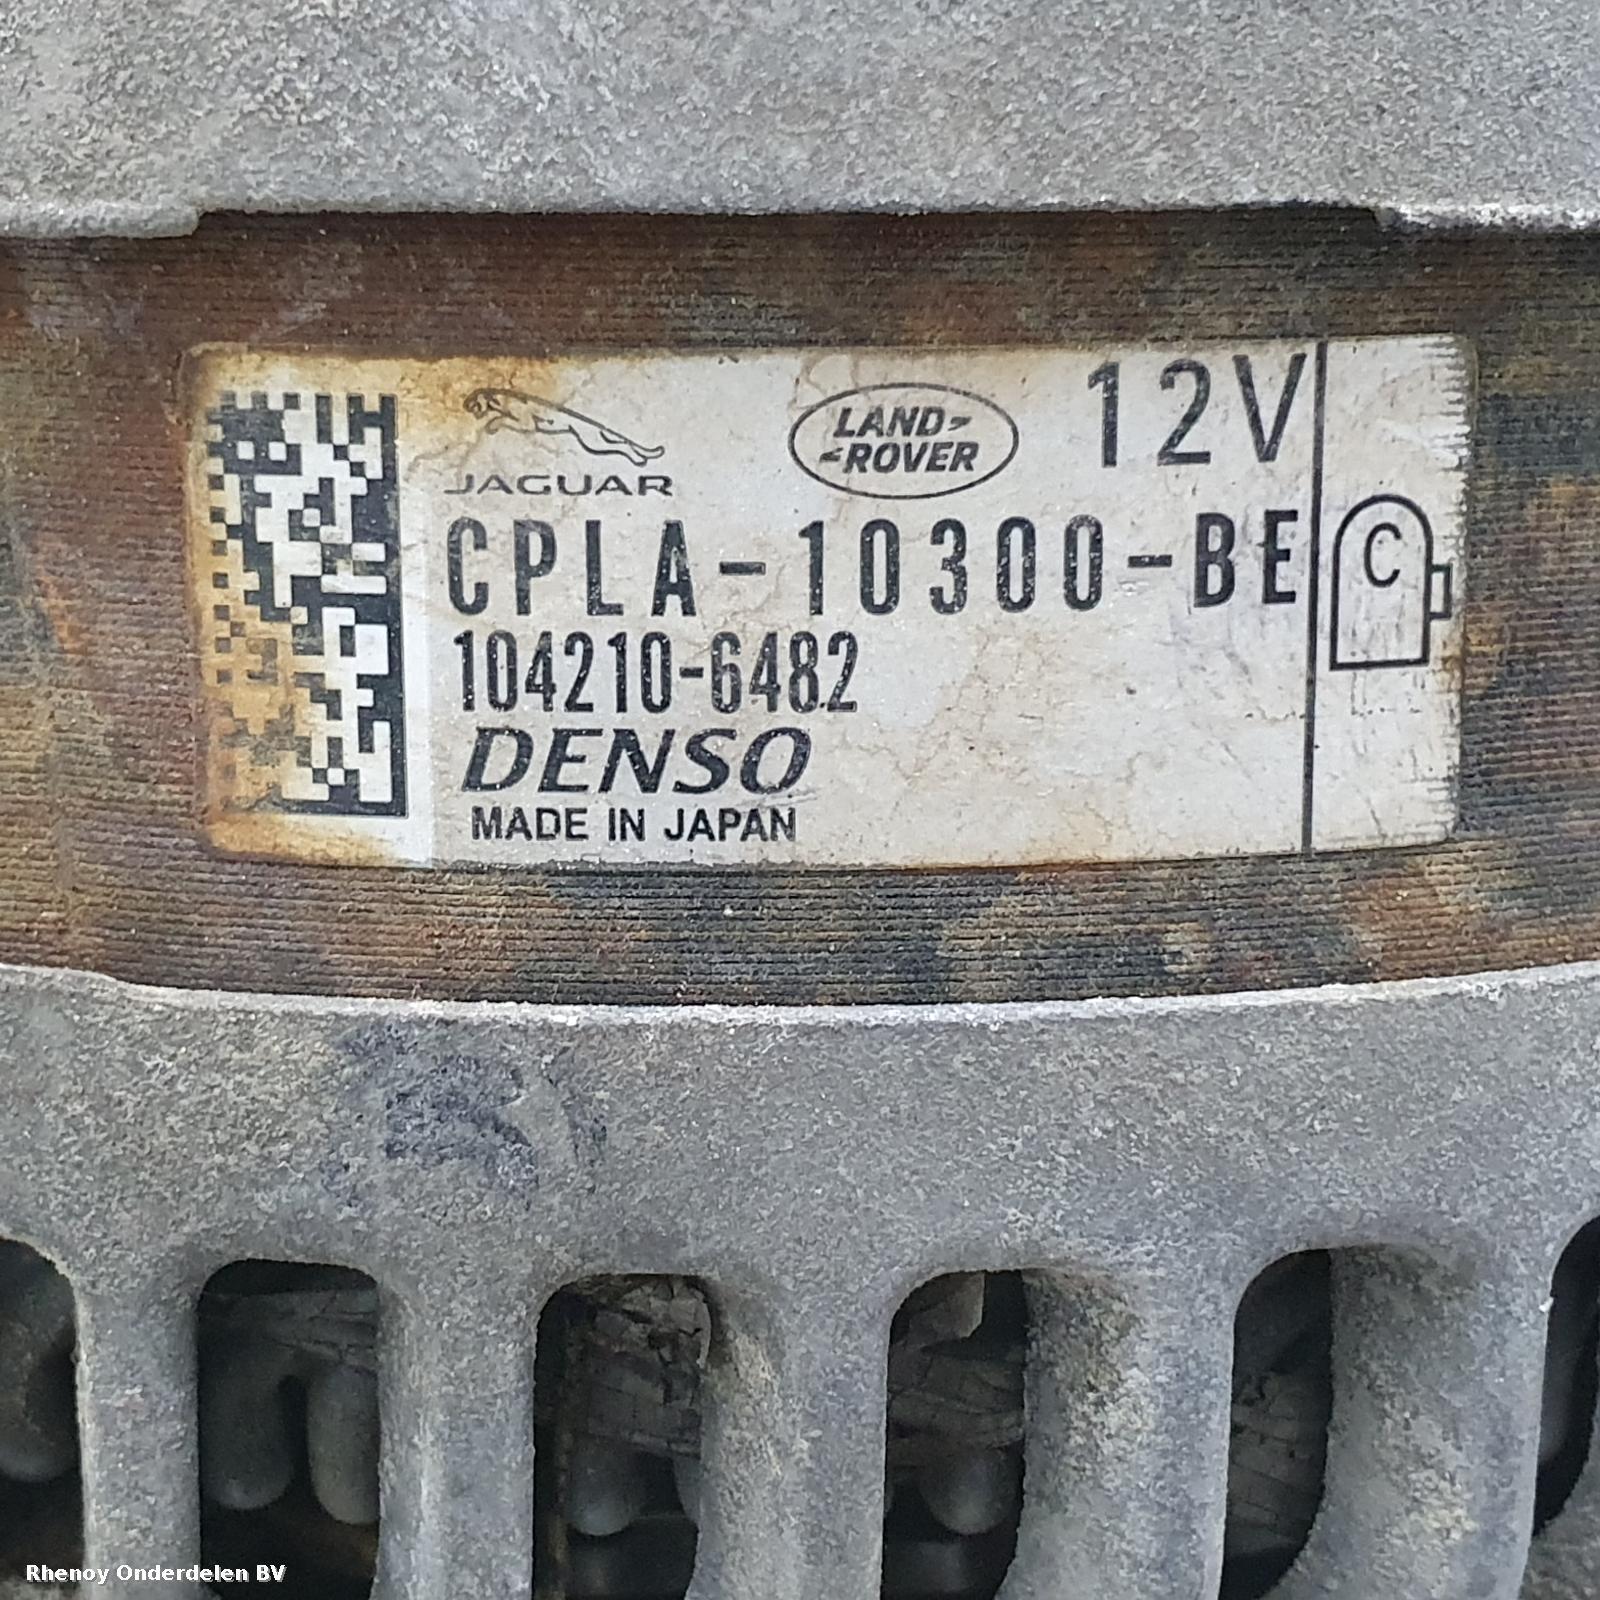 JAGUAR
LAND-
-ROVER
12V
CPLA-10300-BE
C
104210-6482
DENSO
MADE IN JAPAN
Rhenoy Onderdelen BV